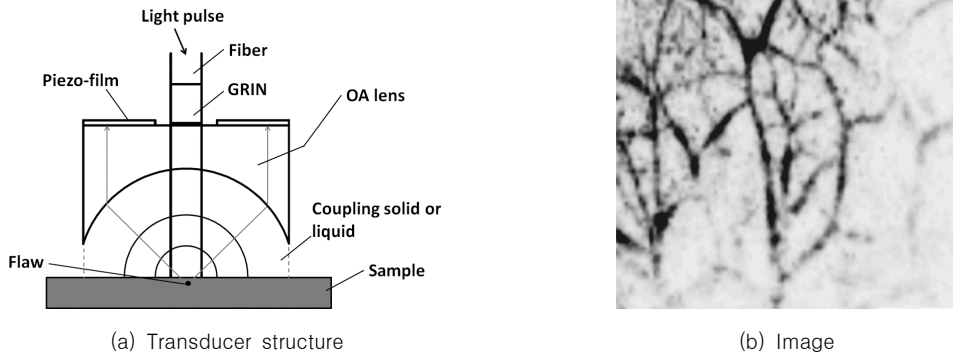 Light pulse
Fiber
Piezo-film
GRIN
OA lens
Coupling solid or
liquid
Flaw
Sample
(a) Transducer structure
(b) Image